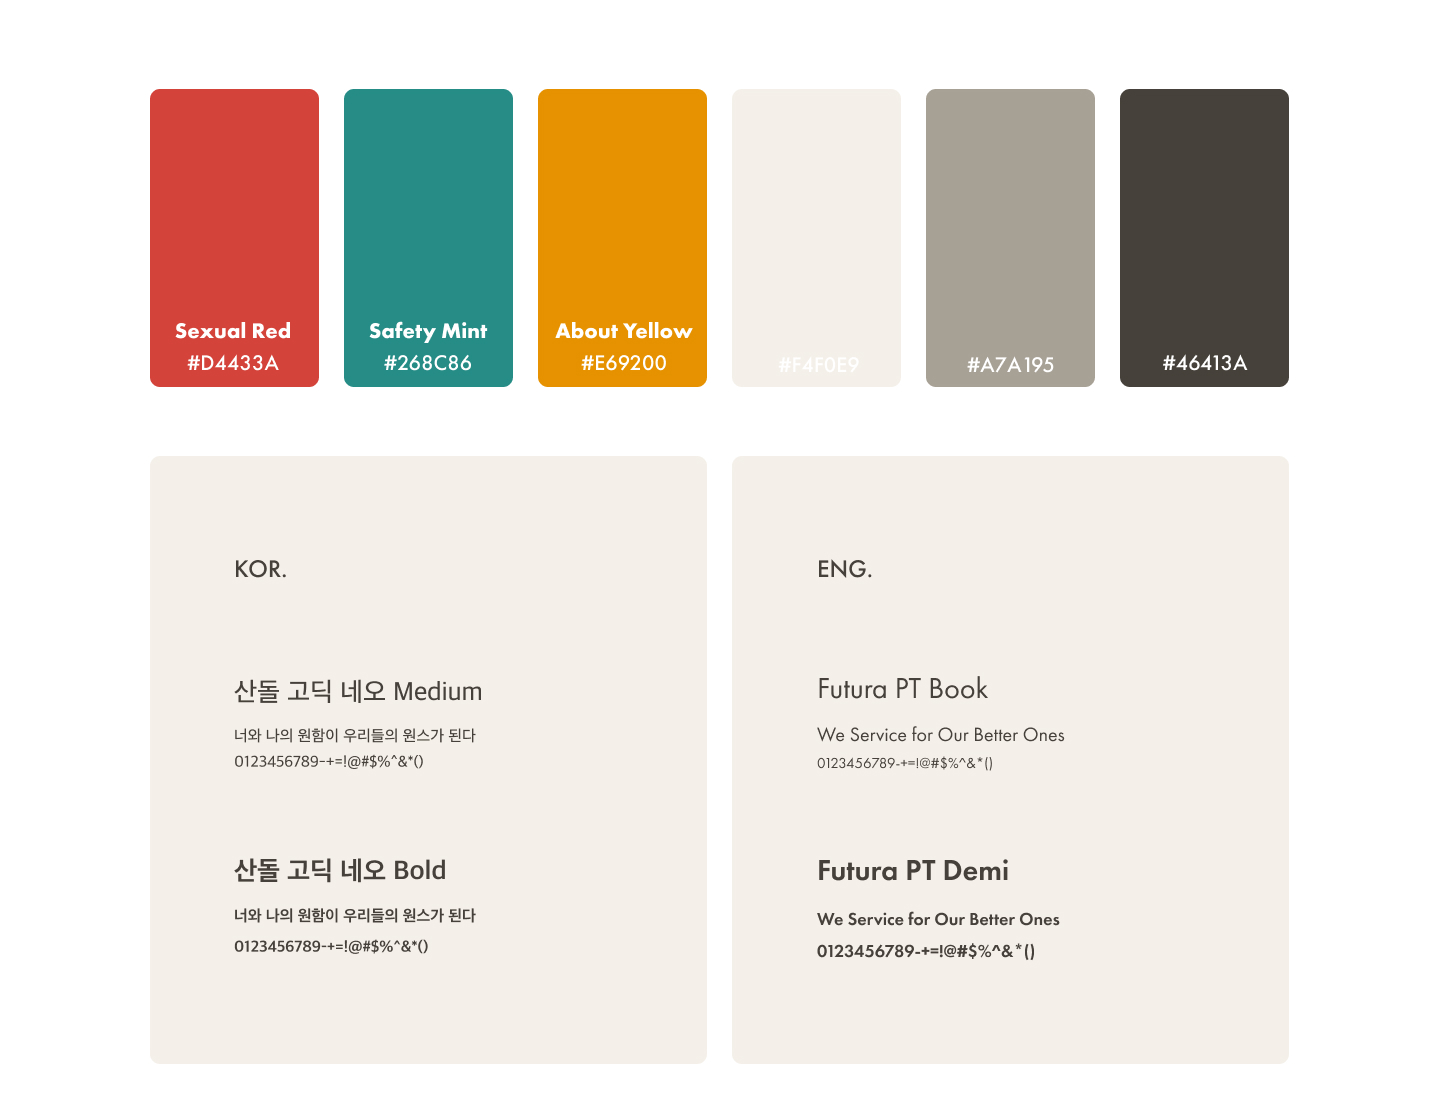 Sexual Red
#D4433A
Safety Mint
#268C86
About Yellow
#E69200
#F4F0E9
#A7A195
#46413A
KOR.
산돌 고딕 네오 Medium
너와 나의 원함이 우리들의 원스가 된다
0123456789-+=!@#$%^&*()
산돌 고딕 네오 Bold
너와 나의 원함이 우리들의 원스가 된다
0123456789-+=!@#$%^&*()
ENG.
Futura PT Book
We Service for Our Better Ones
0123456789-+=!@#$%^&*()
Futura PT Demi
We Service for Our Better Ones
0123456789-+=!@#$%^&*()